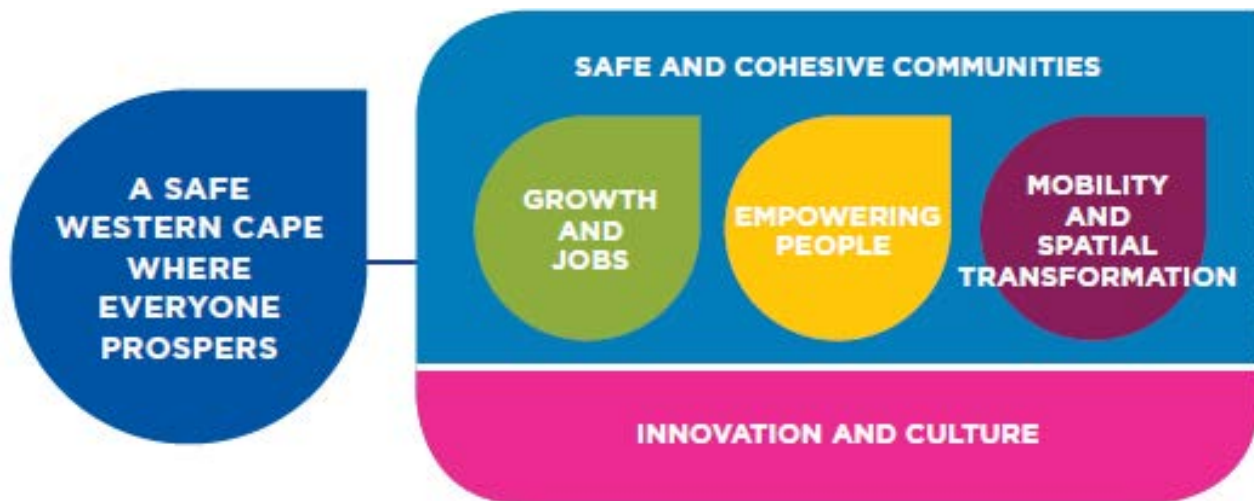 A SAFE
WESTERN CAPE
WHERE
EVERYONE
PROSPERS
SAFE AND COHESIVE COMMUNITIES
GROWTH
AND
JOBS
EMPOWERING
PEOPLE
MOBILITY
AND
SPATIAL
TRANSFORMATION
INNOVATION AND CULTURE